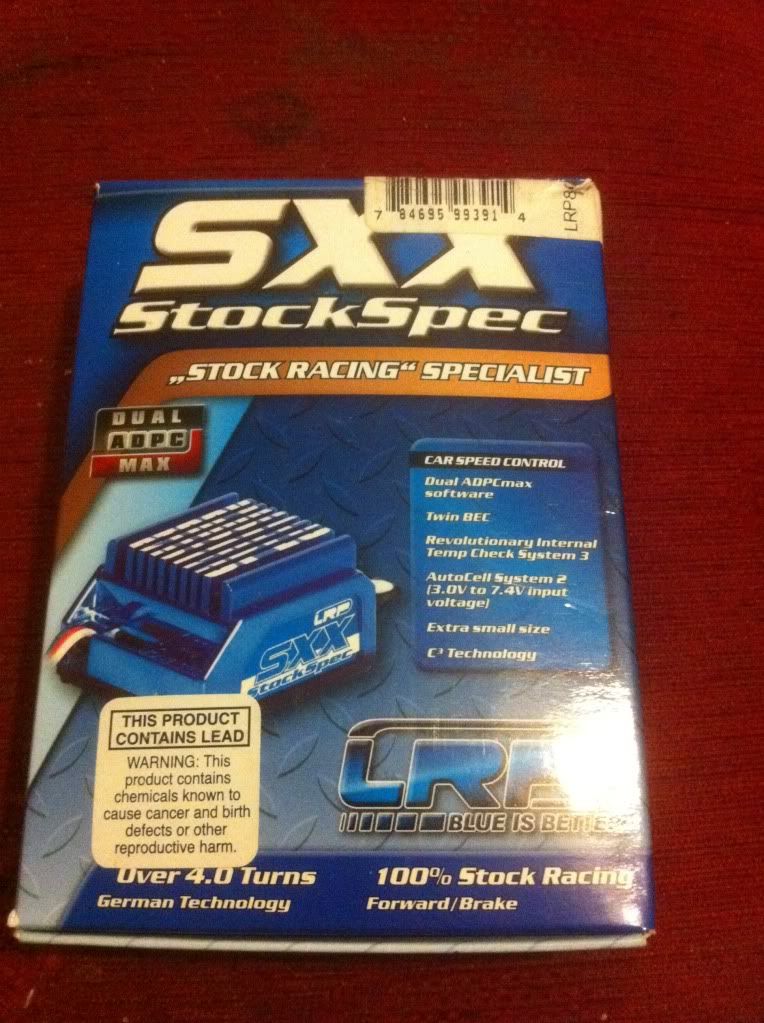 7 84695 99391 4
SXX
StockSpec
„STOCK RACING“ SPECIALIST
DUAL
ADPC
MAX
CAR SPEED CONTROL
Dual ADPCmax
software
Twin BEC
Revolutionary Internal
Temp Check System 3
AutoCell System 2
(3.0V to 7.4V input
voltage)
Extra small size
C³ Technology
LRP
SXX
StockSpec
THIS PRODUCT
CONTAINS LEAD
WARNING: This
product contains
chemicals known to
cause cancer and birth
defects or other
reproductive harm.
LRP
BLUE IS
Over 4.0 Turns
100% Stock Racing
German Technology
Forward/Brake